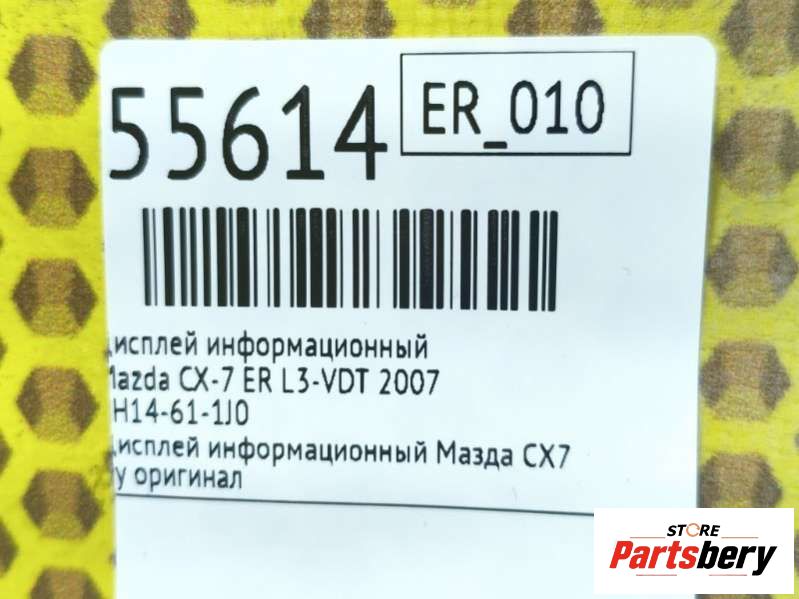 55614
ER_010
исплей информационный
Mazda CX-7 ER L3-VDT 2007
H14-61-1J0
исплей информационный Мазда CX7
у оригинал
STORE
Partsbery